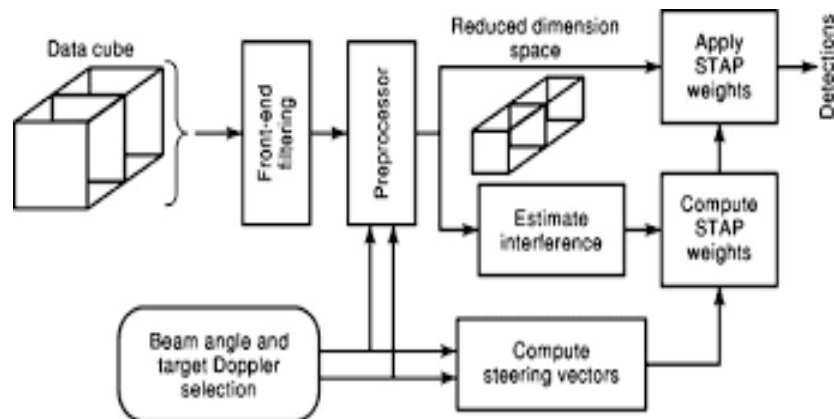 Data cube
Front-end
filtering
Preprocessor
Reduced dimension
space
Apply
STAP
weights
Detections
Estimate
interference
Compute
STAP
weights
Beam angle and
target Doppler
selection
Compute
steering vectors